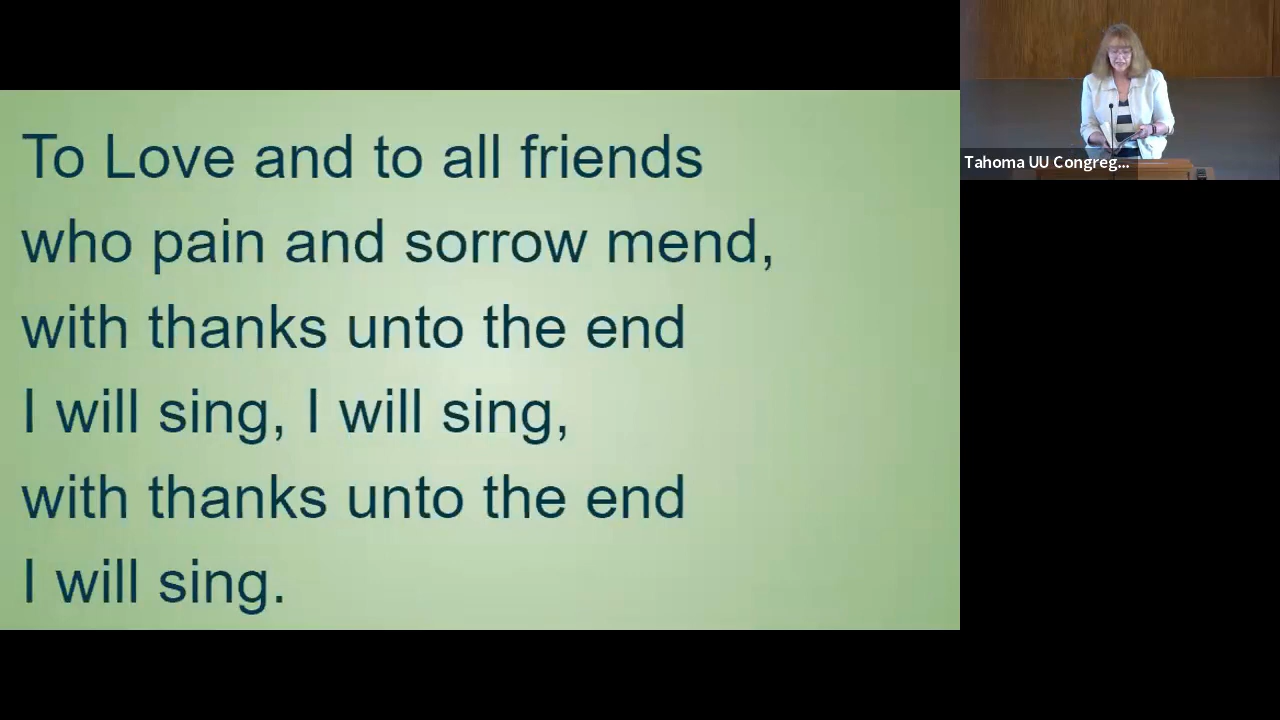 To Love and to all friends
who pain and sorrow mend,
with thanks unto the end
I will sing, I will sing,
with thanks unto the end
I will sing.
Tahoma UU Congreg...